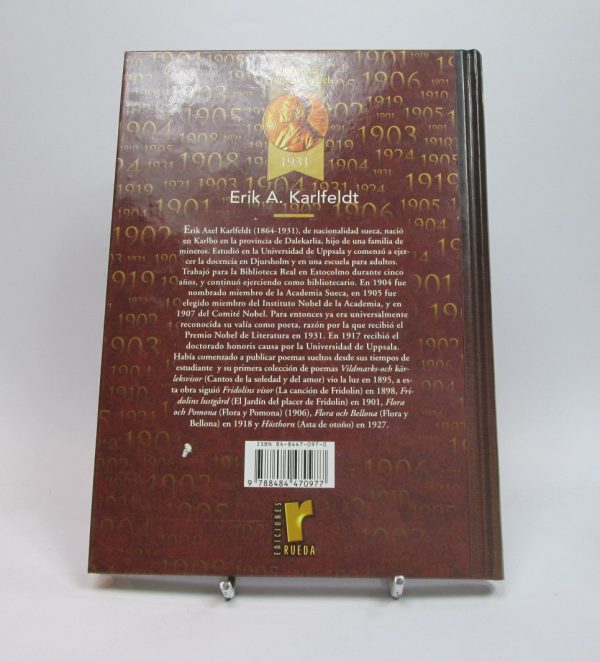 1931
Erik A. Karlfeldt
Erik Axel Karlfeldt (1864-1931), de nacionalidad sueca, nació
en Karlbo en la provincia de Dalekarlia, hijo de una familia de
mineros. Estudió en la Universidad de Uppsala y comenzó a ejer-
cer la docencia en Djursholm y en una escuela para adultos.
Trabajó para la Biblioteca Real en Estocolmo durante cinco
años, y continuó ejerciendo como bibliotecario. En 1904 fue
nombrado miembro de la Academia Sueca, en 1905 fue
elegido miembro del Instituto Nobel de la Academia, y en
1907 del Comité Nobel. Para entonces ya era universalmente
reconocida su valía como poeta, razón por la que recibió el
Premio Nobel de Literatura en 1931. En 1917 recibió el
doctorado honoris causa por la Universidad de Uppsala.
Había comenzado a publicar poemas sueltos desde sus tiempos de
estudiante y su primera colección de poemas Vildmarks-och kär-
leksvisor (Cantos de la soledad y del amor) vio la luz en 1895, a es-
ta obra siguió Fridolins visor (La canción de Fridolin) en 1898, Fri-
dolins lustgård (El Jardín del placer de Fridolin) en 1901, Flora
och Pomona (Flora y Pomona) (1906), Flora och Bellona (Flora y
Bellona) en 1918 y Hösthorn (Asta de otoño) en 1927.
ISBN 84-8447-097-0
9 788484 470977
EDICIONES
RUEDA